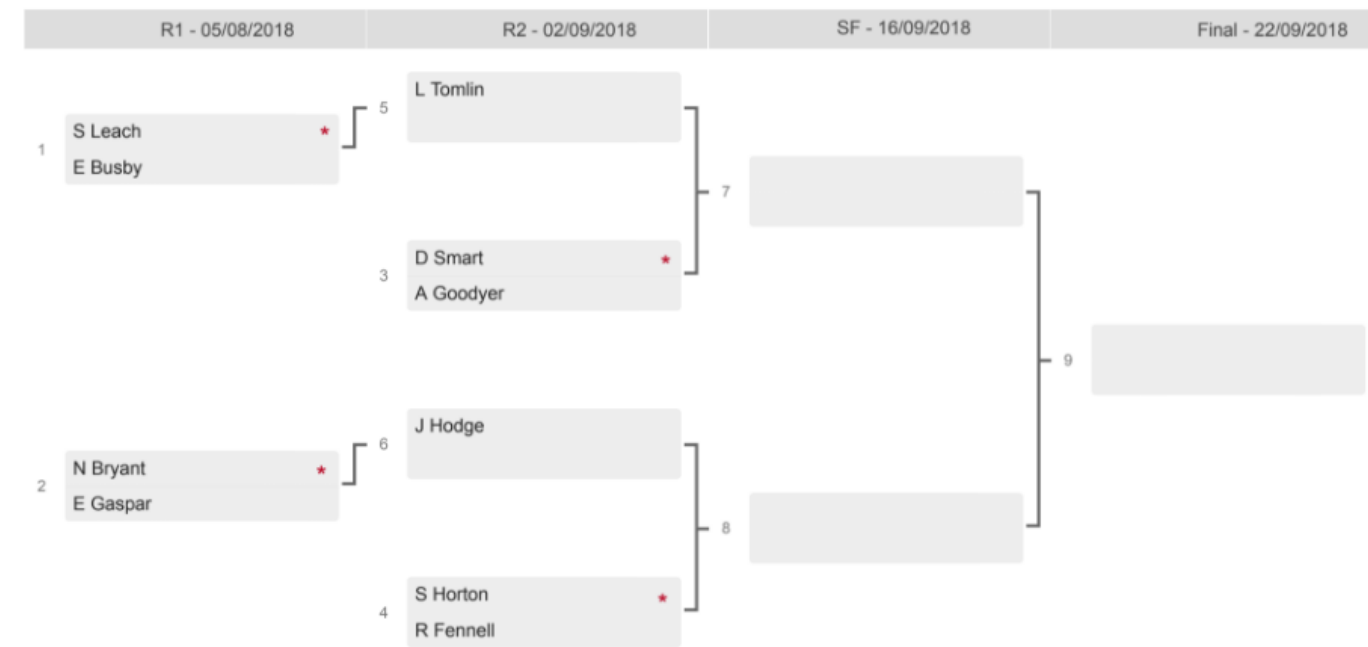 R1 - 05/08/2018
R2 - 02/09/2018
SF - 16/09/2018
Final - 22/09/2018
1
S Leach *
E Busby
2
N Bryant *
E Gaspar
5
L Tomlin
3
D Smart *
A Goodyer
6
J Hodge
4
S Horton *
R Fennell
7
8
9